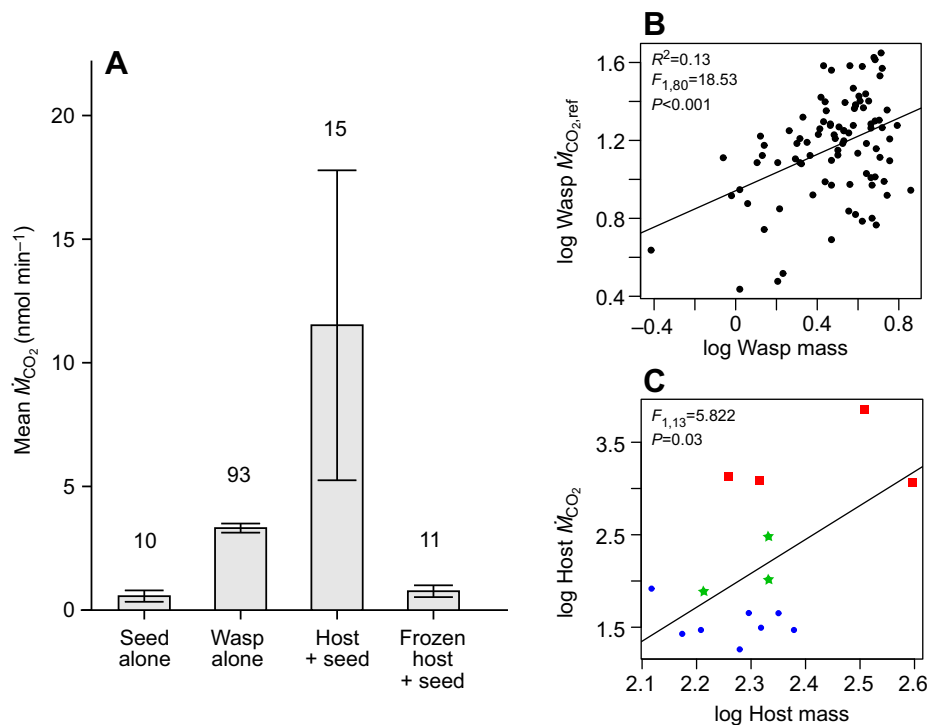 A
Mean ṀCO₂ (nmol min⁻¹)
20
15
10
5
0
10
93
15
11
Seed alone
Wasp alone
Host + seed
Frozen host + seed
B
R²=0.13
F₁,₈₀=18.53
P<0.001
log Wasp ṀCO₂,ref
1.6
1.2
0.8
0.4
−0.4
0
0.4
0.8
log Wasp mass
C
F₁,₁₃=5.822
P=0.03
log Host ṀCO₂
3.5
2.5
1.5
2.1
2.2
2.3
2.4
2.5
2.6
log Host mass